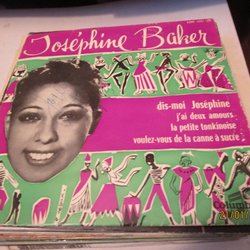 Joséphine Baker
dis-moi Joséphine
j'ai deux amours
la petite tonkinoise
voulez-vous de la canne à sucre ?
Columbia